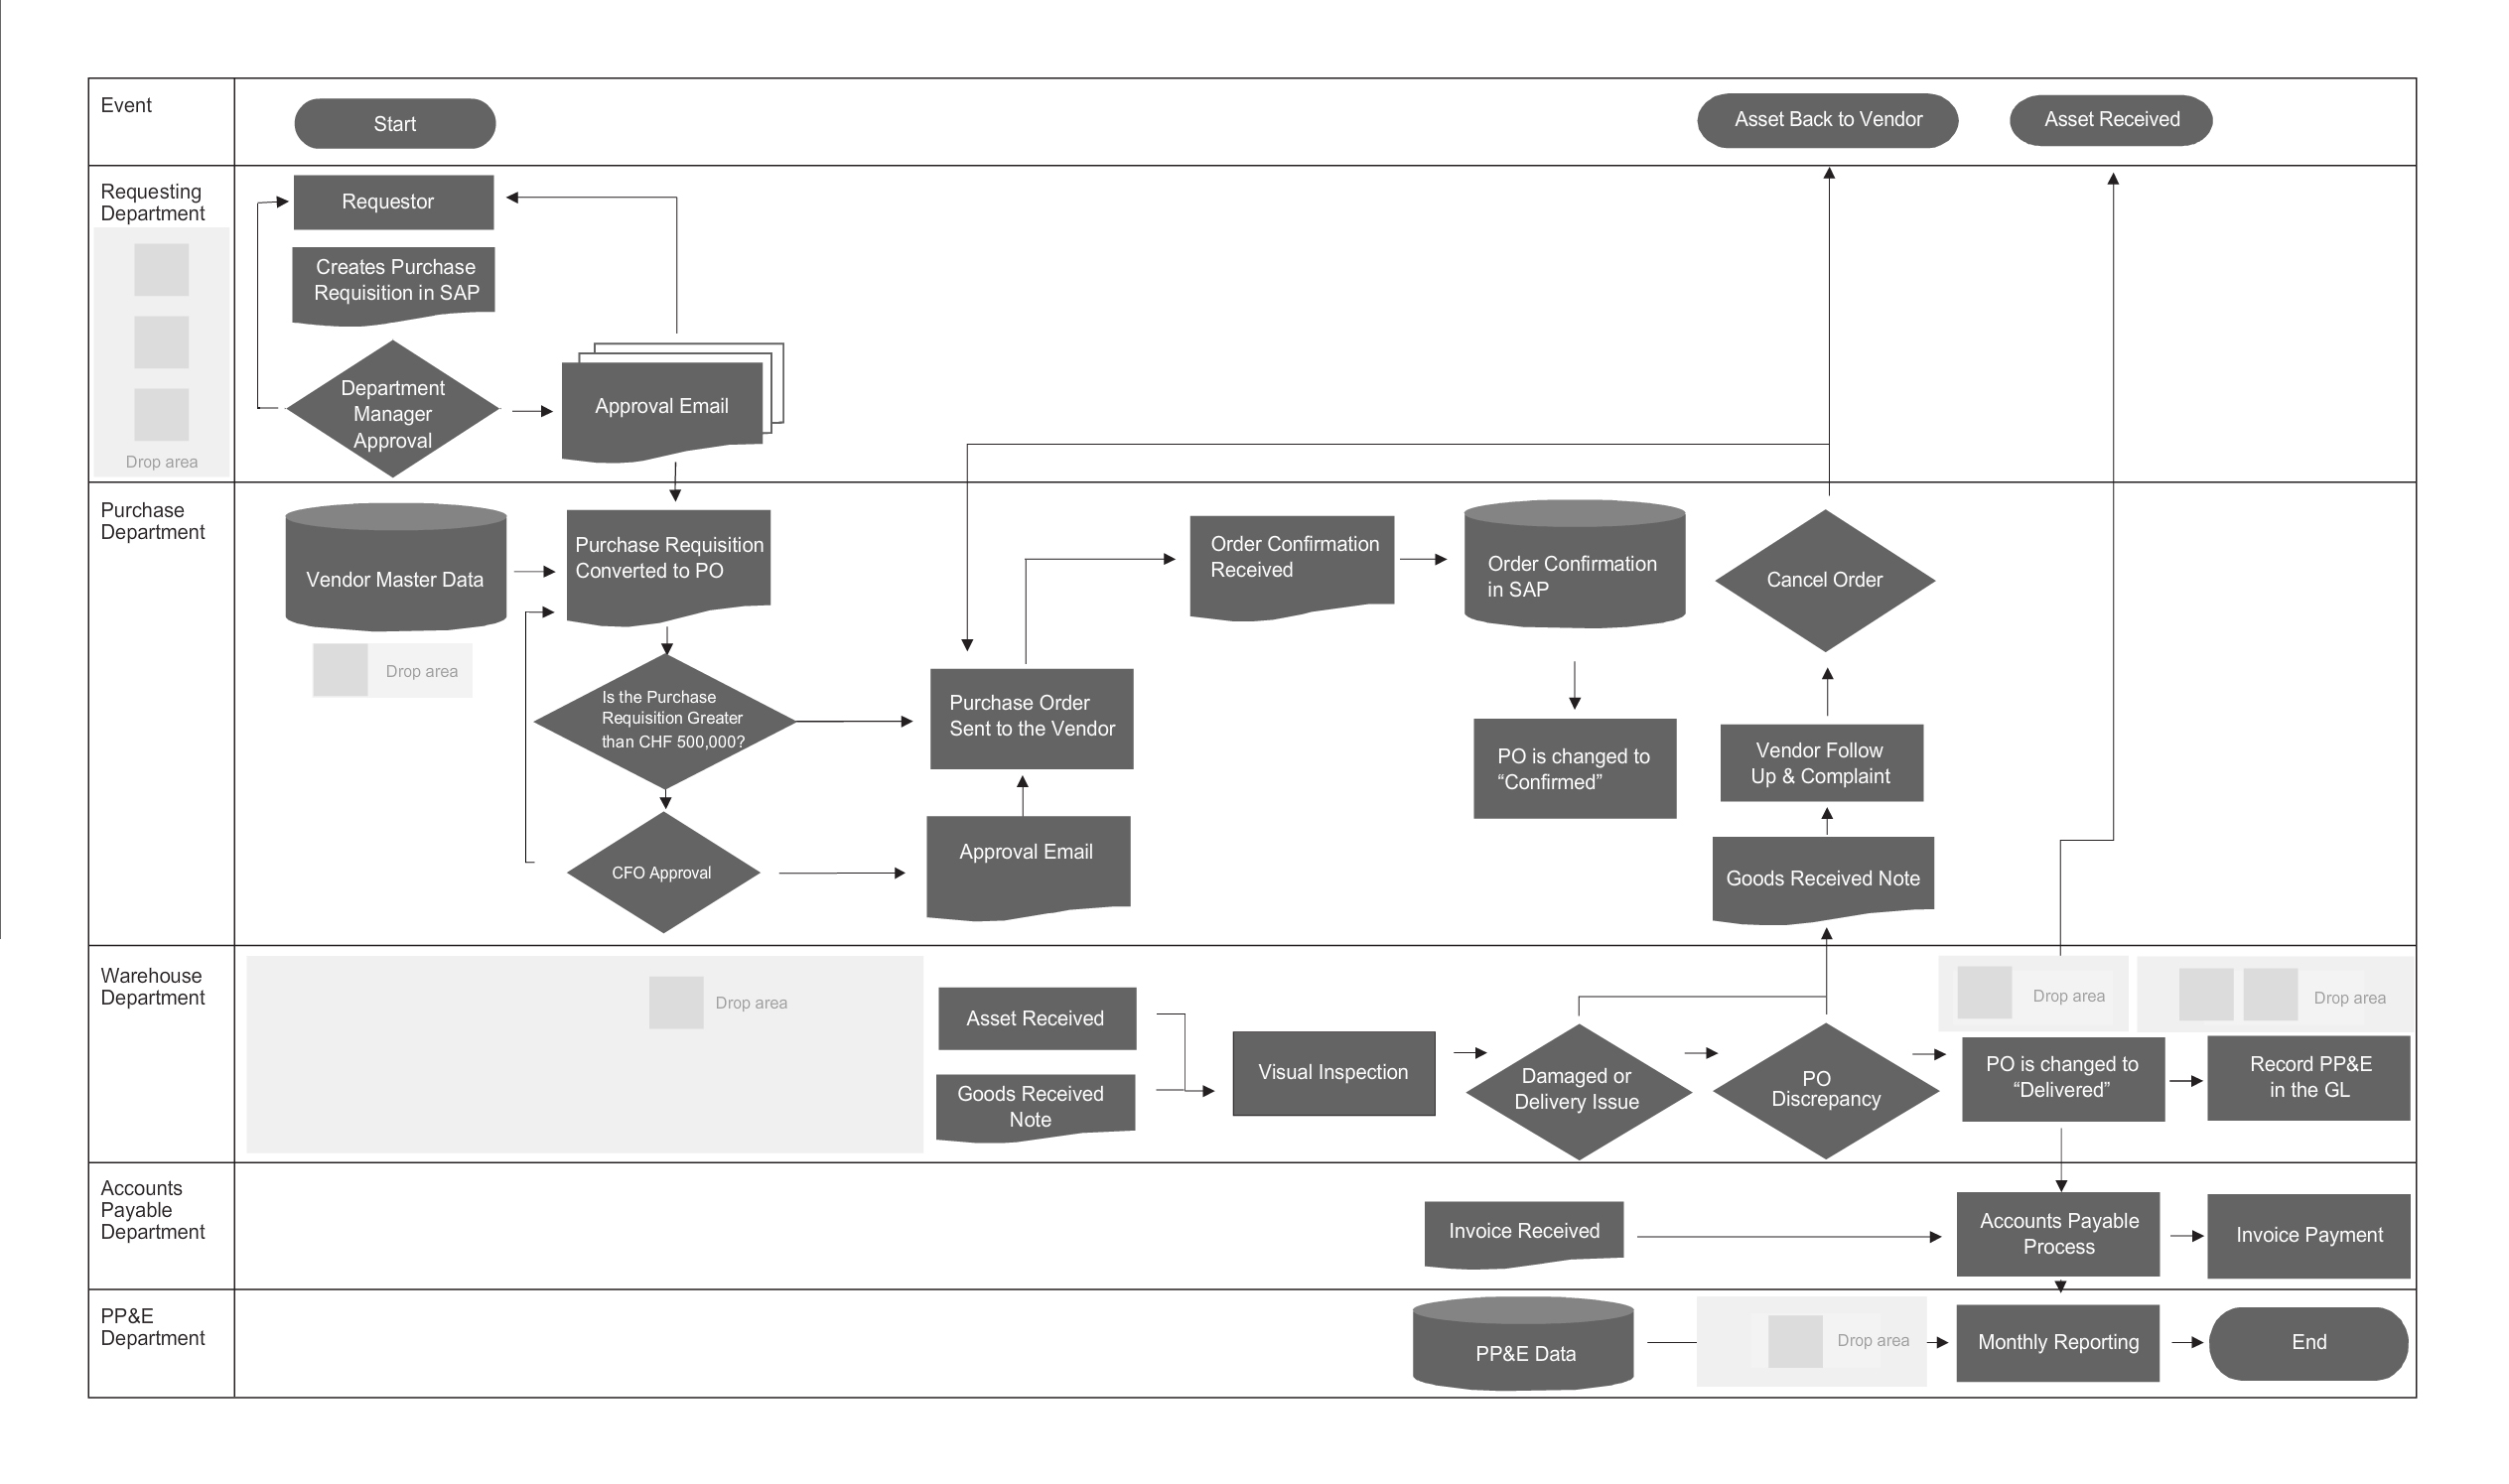 Event
Start
Asset Back to Vendor
Asset Received
Requesting
Department
Requestor
Creates Purchase
Requisition in SAP
Department
Manager
Approval
Approval Email
Drop area
Purchase
Department
Vendor Master Data
Drop area
Purchase Requisition
Converted to PO
Is the Purchase
Requisition Greater
than CHF 500,000?
CFO Approval
Purchase Order
Sent to the Vendor
Approval Email
Order Confirmation
Received
Order Confirmation
in SAP
PO is changed to
“Confirmed”
Cancel Order
Vendor Follow
Up & Complaint
Goods Received Note
Warehouse
Department
Drop area
Asset Received
Goods Received
Note
Visual Inspection
Damaged or
Delivery Issue
PO
Discrepancy
Drop area
PO is changed to
“Delivered”
Drop area
Record PP&E
in the GL
Accounts
Payable
Department
Invoice Received
Accounts Payable
Process
Invoice Payment
PP&E
Department
PP&E Data
Drop area
Monthly Reporting
End